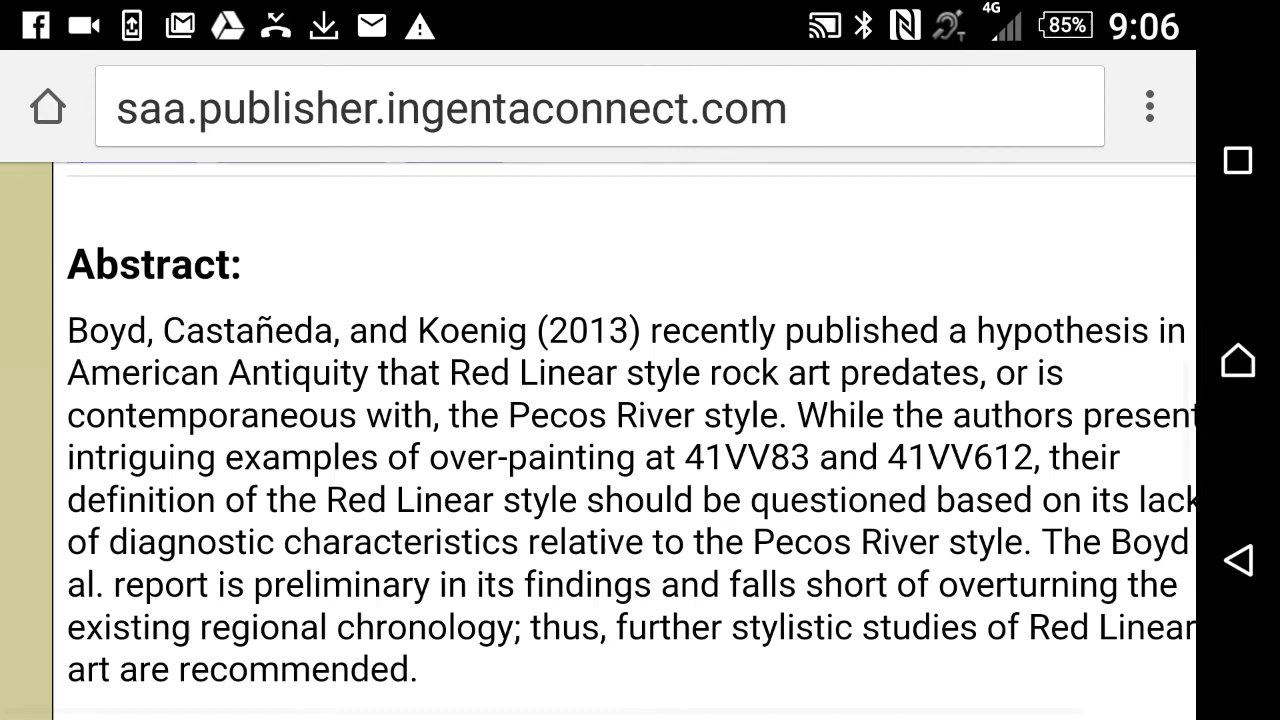 4G
85%
9:06
saa.publisher.ingentaconnect.com
Abstract:
Boyd, Castañeda, and Koenig (2013) recently published a hypothesis in
American Antiquity that Red Linear style rock art predates, or is
contemporaneous with, the Pecos River style. While the authors present
intriguing examples of over-painting at 41VV83 and 41VV612, their
definition of the Red Linear style should be questioned based on its lack
of diagnostic characteristics relative to the Pecos River style. The Boyd
al. report is preliminary in its findings and falls short of overturning the
existing regional chronology; thus, further stylistic studies of Red Linear
art are recommended.